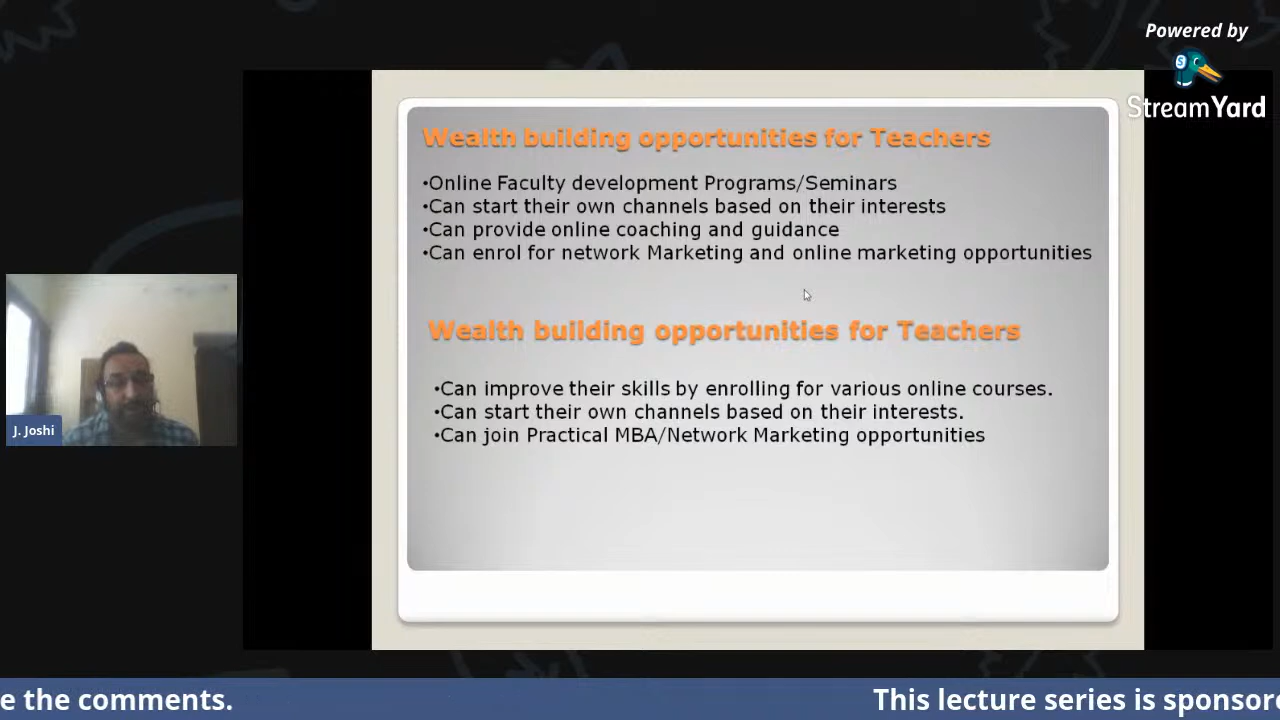 Powered by
StreamYard
Wealth building opportunities for Teachers
•Online Faculty development Programs/Seminars
•Can start their own channels based on their interests
•Can provide online coaching and guidance
•Can enrol for network Marketing and online marketing opportunities
Wealth building opportunities for Teachers
•Can improve their skills by enrolling for various online courses.
•Can start their own channels based on their interests.
•Can join Practical MBA/Network Marketing opportunities
J. Joshi
e the comments.
This lecture series is sponsor